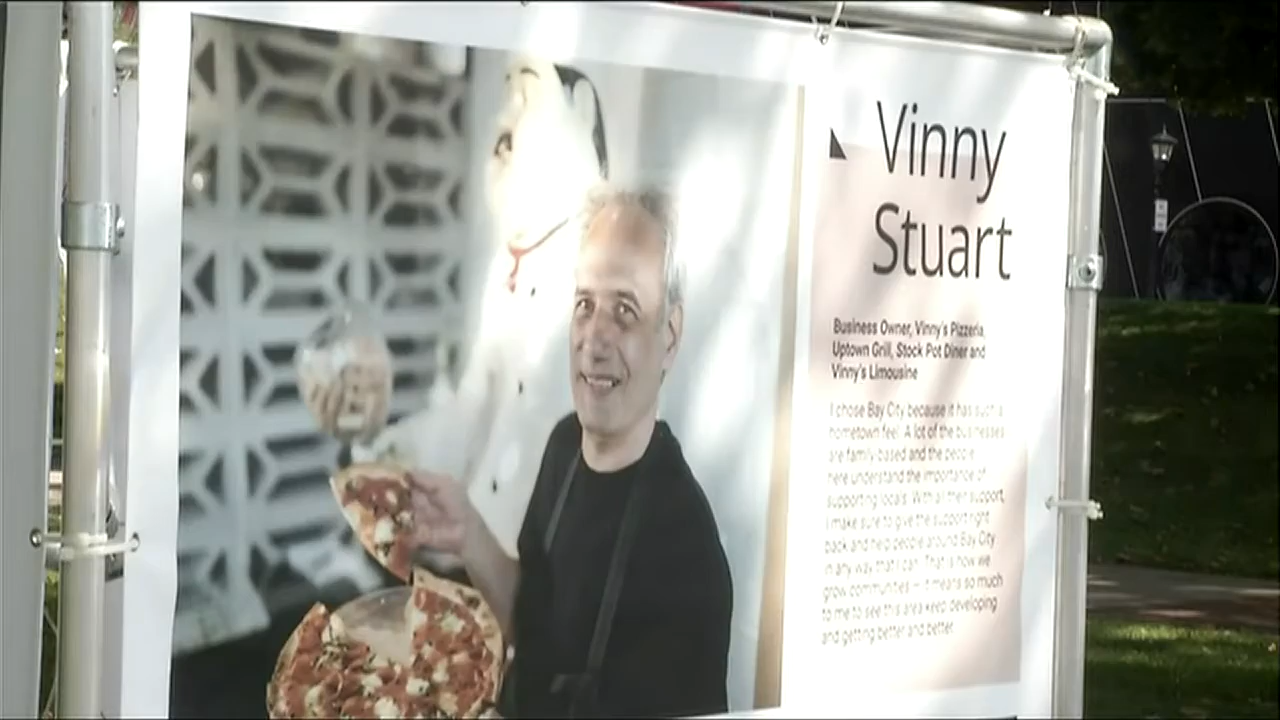 Vinny
Stuart
Business Owner, Vinny's Pizzeria,
Uptown Grill, Stock Pot Diner and
Vinny's Limousine
I chose Bay City because it has such a
hometown feel. A lot of the businesses
are family-based and the people
here understand the importance of
supporting locals. With all their support,
I make sure to give the support right
back and help people around Bay City
in any way that I can. That is how we
grow communities — it means so much
to me to see this area keep developing
and getting better and better.